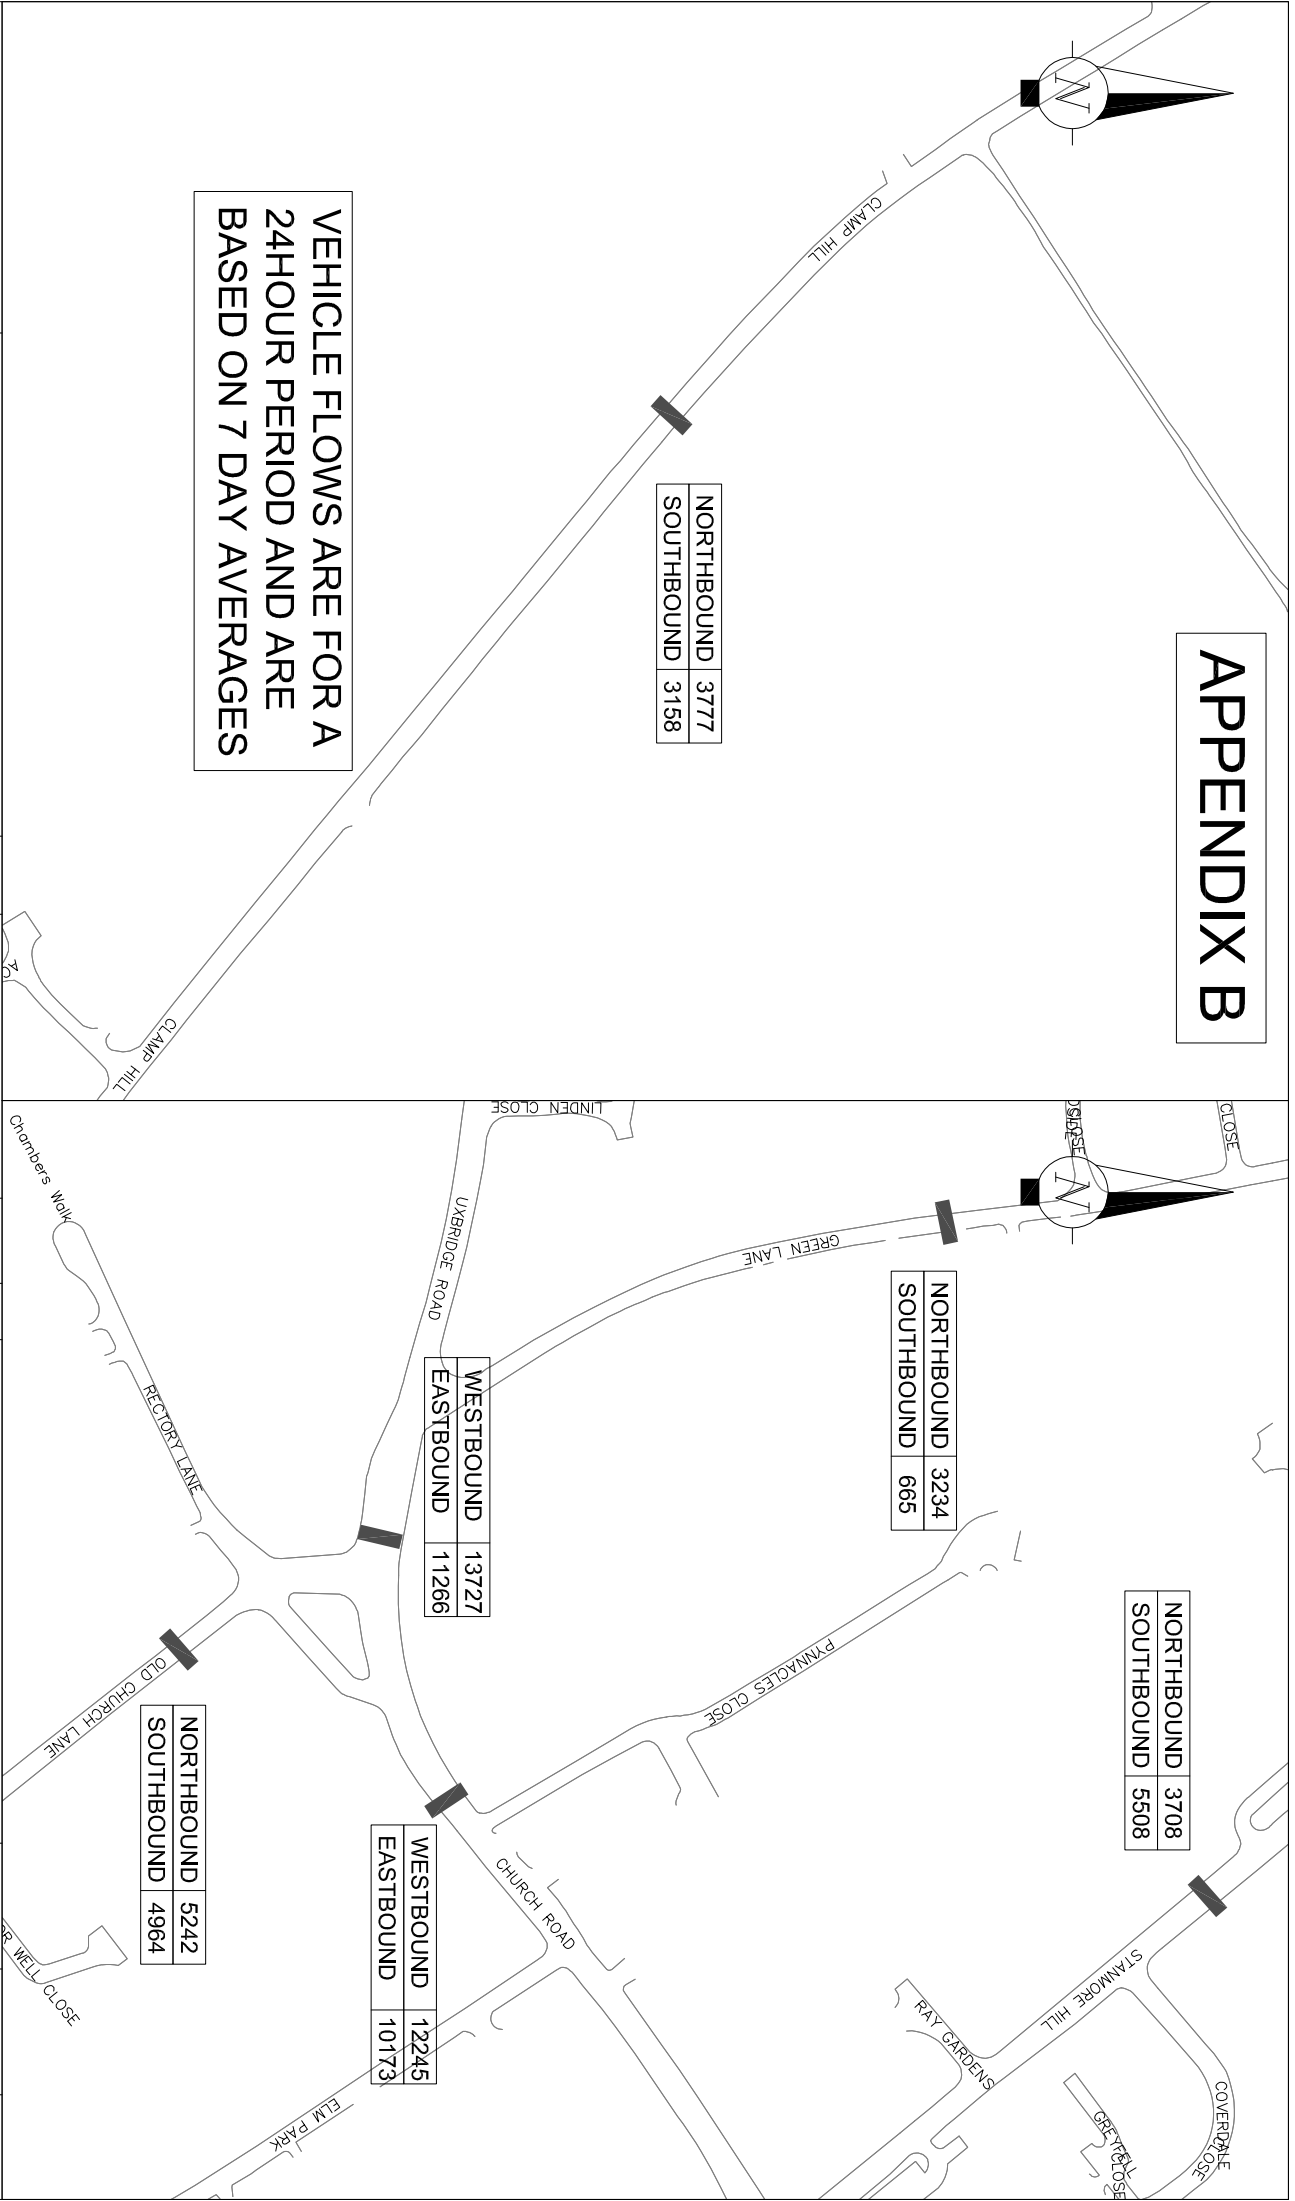 APPENDIX B
N
CLAMP HILL
NORTHBOUND 3777
SOUTHBOUND 3158
VEHICLE FLOWS ARE FOR A
24HOUR PERIOD AND ARE
BASED ON 7 DAY AVERAGES
CLAMP HILL
CLOSE
CLOSE
N
LINDEN CLOSE
UXBRIDGE ROAD
GREEN LANE
NORTHBOUND 3234
SOUTHBOUND 665
NORTHBOUND 3708
SOUTHBOUND 5508
WESTBOUND 13727
EASTBOUND 11266
PYNNACLES CLOSE
STANMORE HILL
Chambers Walk
RECTORY LANE
OLD CHURCH LANE
NORTHBOUND 5242
SOUTHBOUND 4964
WESTBOUND 12245
EASTBOUND 10173
CHURCH ROAD
RAY GARDENS
COVERDALE
CLOSE
GREYFELL
CLOSE
ELM PARK
WELL CLOSE